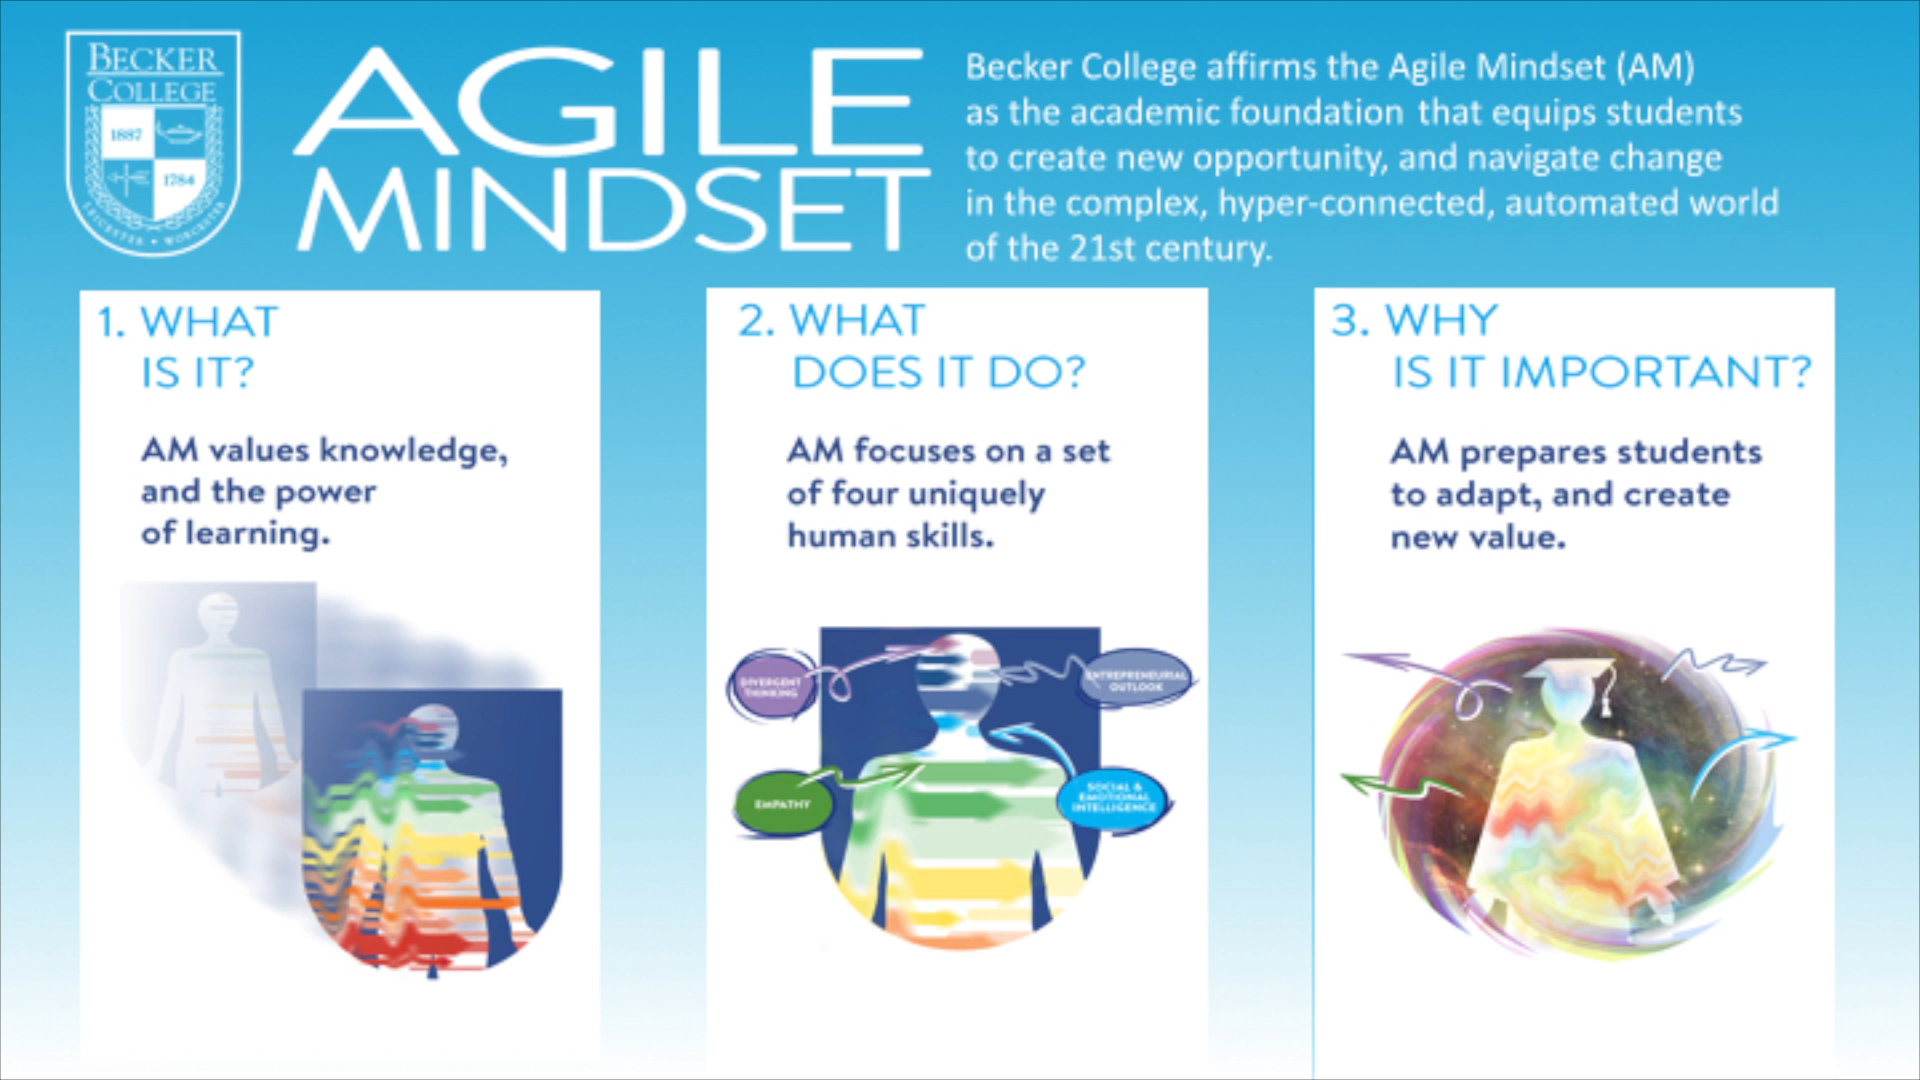 BECKER
COLLEGE
1887
1784
LEICESTER • WORCESTER
AGILE
MINDSET
Becker College affirms the Agile Mindset (AM)
as the academic foundation that equips students
to create new opportunity, and navigate change
in the complex, hyper-connected, automated world
of the 21st century.
1. WHAT
IS IT?
AM values knowledge,
and the power
of learning.
2. WHAT
DOES IT DO?
AM focuses on a set
of four uniquely
human skills.
DIVERGENT
THINKING
ENTREPRENEURIAL
OUTLOOK
EMPATHY
SOCIAL &
EMOTIONAL
INTELLIGENCE
3. WHY
IS IT IMPORTANT?
AM prepares students
to adapt, and create
new value.